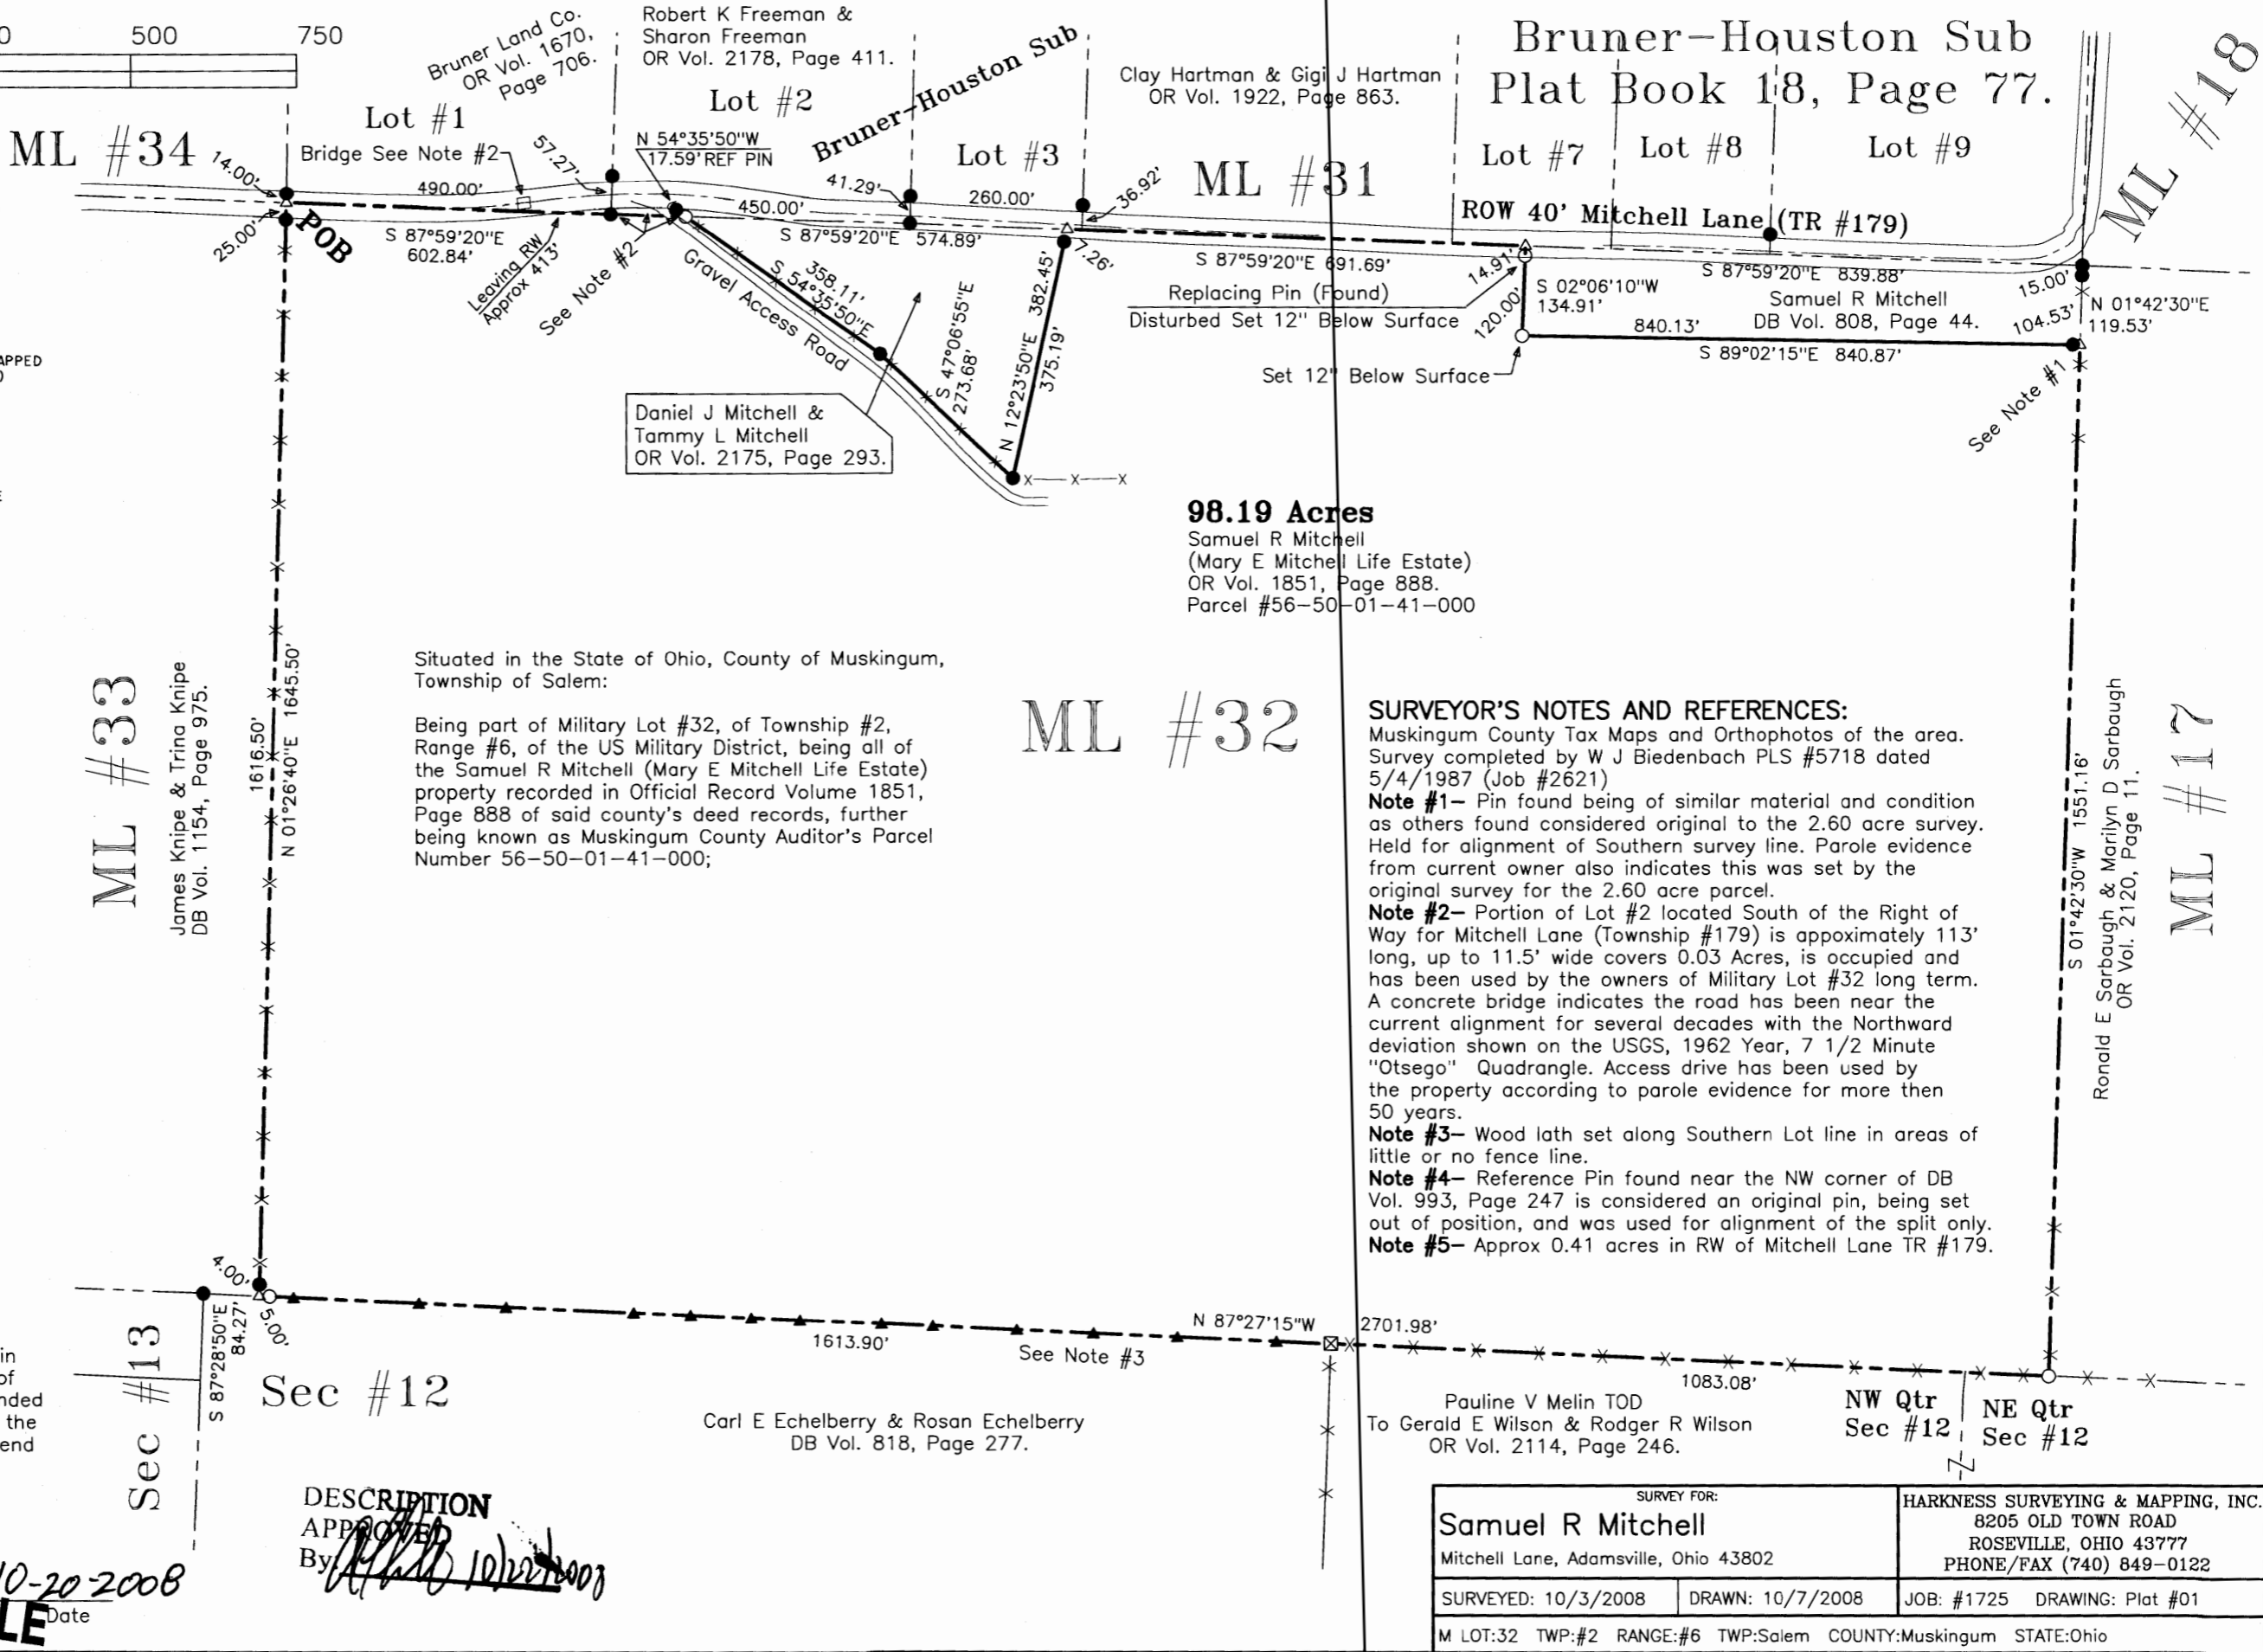 500
750
Bruner Land Co.
OR Vol. 1670,
Page 706.
Robert K Freeman &
Sharon Freeman
OR Vol. 2178, Page 411.
Bruner-Houston Sub
Clay Hartman & Gigi J Hartman
OR Vol. 1922, Page 863.
Bruner-Houston Sub
Plat Book 18, Page 77.
ML #18
ML #34
Lot #1
Lot #2
Lot #3
ML #31
Lot #7
Lot #8
Lot #9
Bridge See Note #2
14.00'
25.00'
POB
490.00'
57.27'
N 54°35'50"W
17.59' REF PIN
41.29'
450.00'
260.00'
36.92'
7.26'
ROW 40' Mitchell Lane (TR #179)
S 87°59'20"E
602.84'
Leaving RW
Approx 413'
See Note #2
S 87°59'20"E 574.89'
S 87°59'20"E 691.69'
S 87°59'20"E 839.88'
Gravel Access Road
358.11'
S 54°35'50"E
S 47°06'55"E
273.68'
N 12°23'50"E 382.45'
375.19'
Replacing Pin (Found)
Disturbed Set 12" Below Surface
14.91'
120.00'
S 02°06'10"W
134.91'
Samuel R Mitchell
DB Vol. 808, Page 44.
15.00'
104.53'
N 01°42'30"E
119.53'
840.13'
S 89°02'15"E 840.87'
Set 12" Below Surface
See Note #1
APPED
Daniel J Mitchell &
Tammy L Mitchell
OR Vol. 2175, Page 293.
98.19 Acres
Samuel R Mitchell
(Mary E Mitchell Life Estate)
OR Vol. 1851, Page 888.
Parcel #56-50-01-41-000
ML #33
James Knipe & Trina Knipe
DB Vol. 1154, Page 975.
1616.50'
N 01°26'40"E 1645.50'
Situated in the State of Ohio, County of Muskingum,
Township of Salem:
Being part of Military Lot #32, of Township #2,
Range #6, of the US Military District, being all of
the Samuel R Mitchell (Mary E Mitchell Life Estate)
property recorded in Official Record Volume 1851,
Page 888 of said county's deed records, further
being known as Muskingum County Auditor's Parcel
Number 56-50-01-41-000;
ML #32
SURVEYOR'S NOTES AND REFERENCES:
Muskingum County Tax Maps and Orthophotos of the area.
Survey completed by W J Biedenbach PLS #5718 dated
5/4/1987 (Job #2621)
Note #1- Pin found being of similar material and condition
as others found considered original to the 2.60 acre survey.
Held for alignment of Southern survey line. Parole evidence
from current owner also indicates this was set by the
original survey for the 2.60 acre parcel.
Note #2- Portion of Lot #2 located South of the Right of
Way for Mitchell Lane (Township #179) is appoximately 113'
long, up to 11.5' wide covers 0.03 Acres, is occupied and
has been used by the owners of Military Lot #32 long term.
A concrete bridge indicates the road has been near the
current alignment for several decades with the Northward
deviation shown on the USGS, 1962 Year, 7 1/2 Minute
"Otsego" Quadrangle. Access drive has been used by
the property according to parole evidence for more then
50 years.
Note #3- Wood lath set along Southern Lot line in areas of
little or no fence line.
Note #4- Reference Pin found near the NW corner of DB
Vol. 993, Page 247 is considered an original pin, being set
out of position, and was used for alignment of the split only.
Note #5- Approx 0.41 acres in RW of Mitchell Lane TR #179.
S 01°42'30"W 1551.16'
Ronald E Sarbaugh & Marilyn D Sarbaugh
OR Vol. 2120, Page 11.
ML #17
4.00'
5.00'
S 87°28'50"E
84.27'
Sec #13
Sec #12
1613.90'
See Note #3
N 87°27'15"W
2701.98'
1083.08'
Carl E Echelberry & Rosan Echelberry
DB Vol. 818, Page 277.
Pauline V Melin TOD
To Gerald E Wilson & Rodger R Wilson
OR Vol. 2114, Page 246.
NW Qtr
Sec #12
NE Qtr
Sec #12
in
of
nded
the
end
DESCRIPTION
APPROVED
By 10/22/2008
10-20-2008
Date
LE
SURVEY FOR:
Samuel R Mitchell
Mitchell Lane, Adamsville, Ohio 43802
HARKNESS SURVEYING & MAPPING, INC.
8205 OLD TOWN ROAD
ROSEVILLE, OHIO 43777
PHONE/FAX (740) 849-0122
SURVEYED: 10/3/2008
DRAWN: 10/7/2008
JOB: #1725 DRAWING: Plat #01
M LOT:32 TWP:#2 RANGE:#6 TWP:Salem COUNTY:Muskingum STATE:Ohio